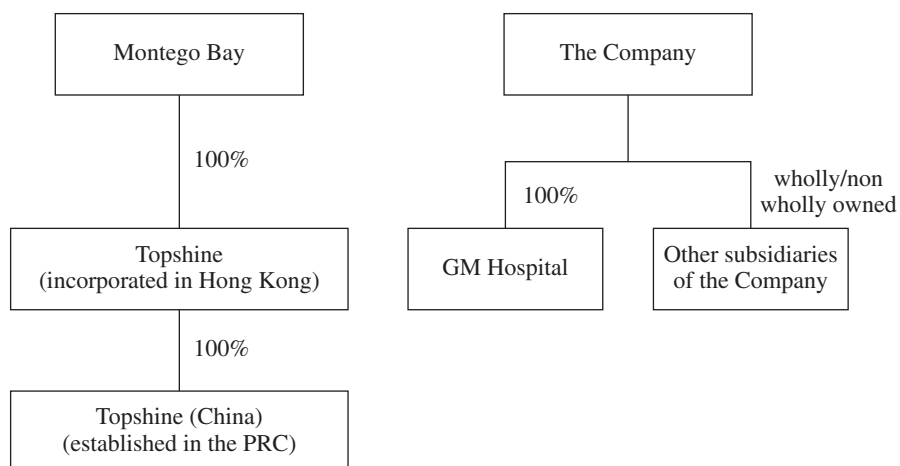 Montego Bay
The Company
100%
100%
wholly/non
wholly owned
Topshine
(incorporated in Hong Kong)
GM Hospital
Other subsidiaries
of the Company
100%
Topshine (China)
(established in the PRC)